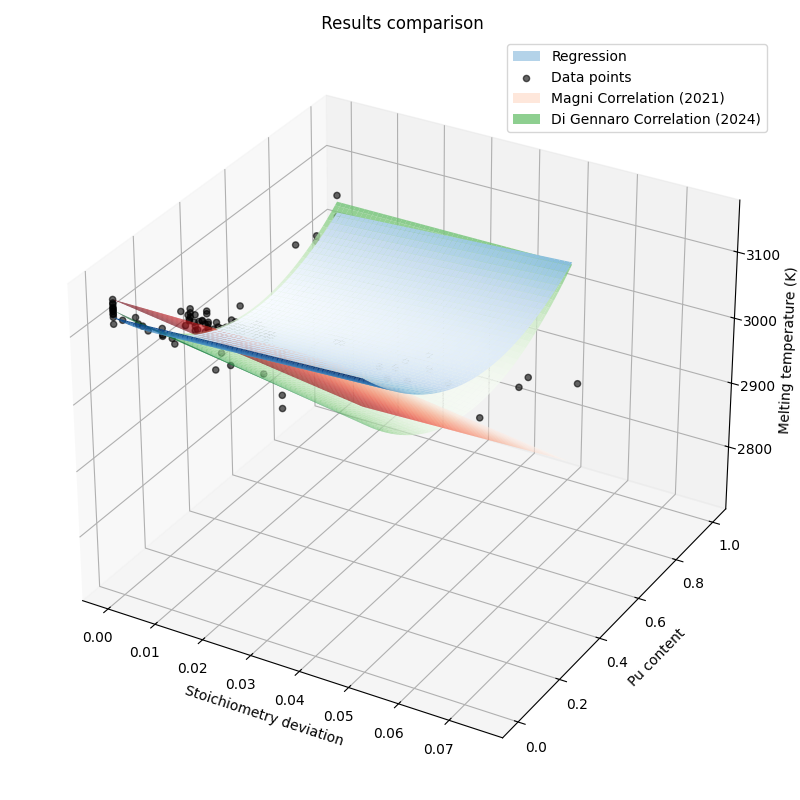 Results comparison
Regression
Data points
Magni Correlation (2021)
Di Gennaro Correlation (2024)
3100
3000
2900
2800
Melting temperature (K)
1.0
0.8
0.6
0.4
0.2
0.0
Pu content
0.00
0.01
0.02
0.03
0.04
0.05
0.06
0.07
Stoichiometry deviation